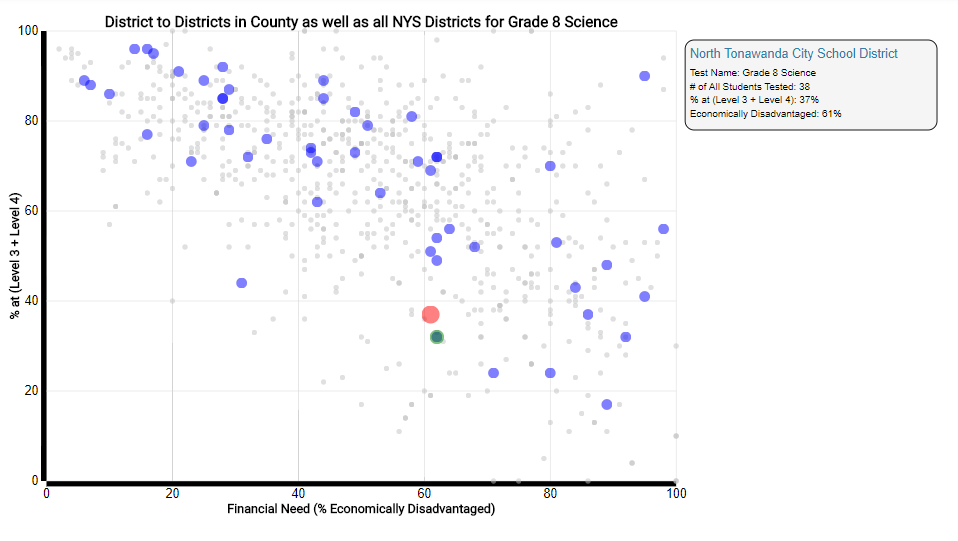 District to Districts in County as well as all NYS Districts for Grade 8 Science
North Tonawanda City School District
Test Name: Grade 8 Science
# of All Students Tested: 38
% at (Level 3 + Level 4): 37%
Economically Disadvantaged: 61%
% at (Level 3 + Level 4)
100
80
60
40
20
0
0 20 40 60 80 100
Financial Need (% Economically Disadvantaged)